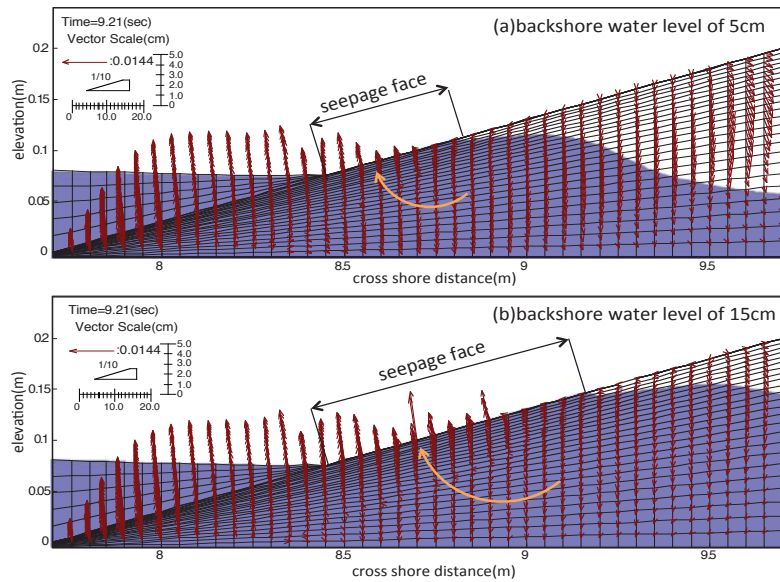 (a)backshore water level of 5cm
Time=9.21(sec)
Vector Scale(cm)
:0.0144
5.0
4.0
3.0
2.0
1.0
0
1/10
0 10.0 20.0
seepage face
elevation(m)
0.2
0.15
0.1
0.05
0
8 8.5 9 9.5
cross shore distance(m)
(b)backshore water level of 15cm
Time=9.21(sec)
Vector Scale(cm)
:0.0144
5.0
4.0
3.0
2.0
1.0
0
1/10
0 10.0 20.0
seepage face
elevation(m)
0.2
0.15
0.1
0.05
0
8 8.5 9 9.5
cross shore distance(m)